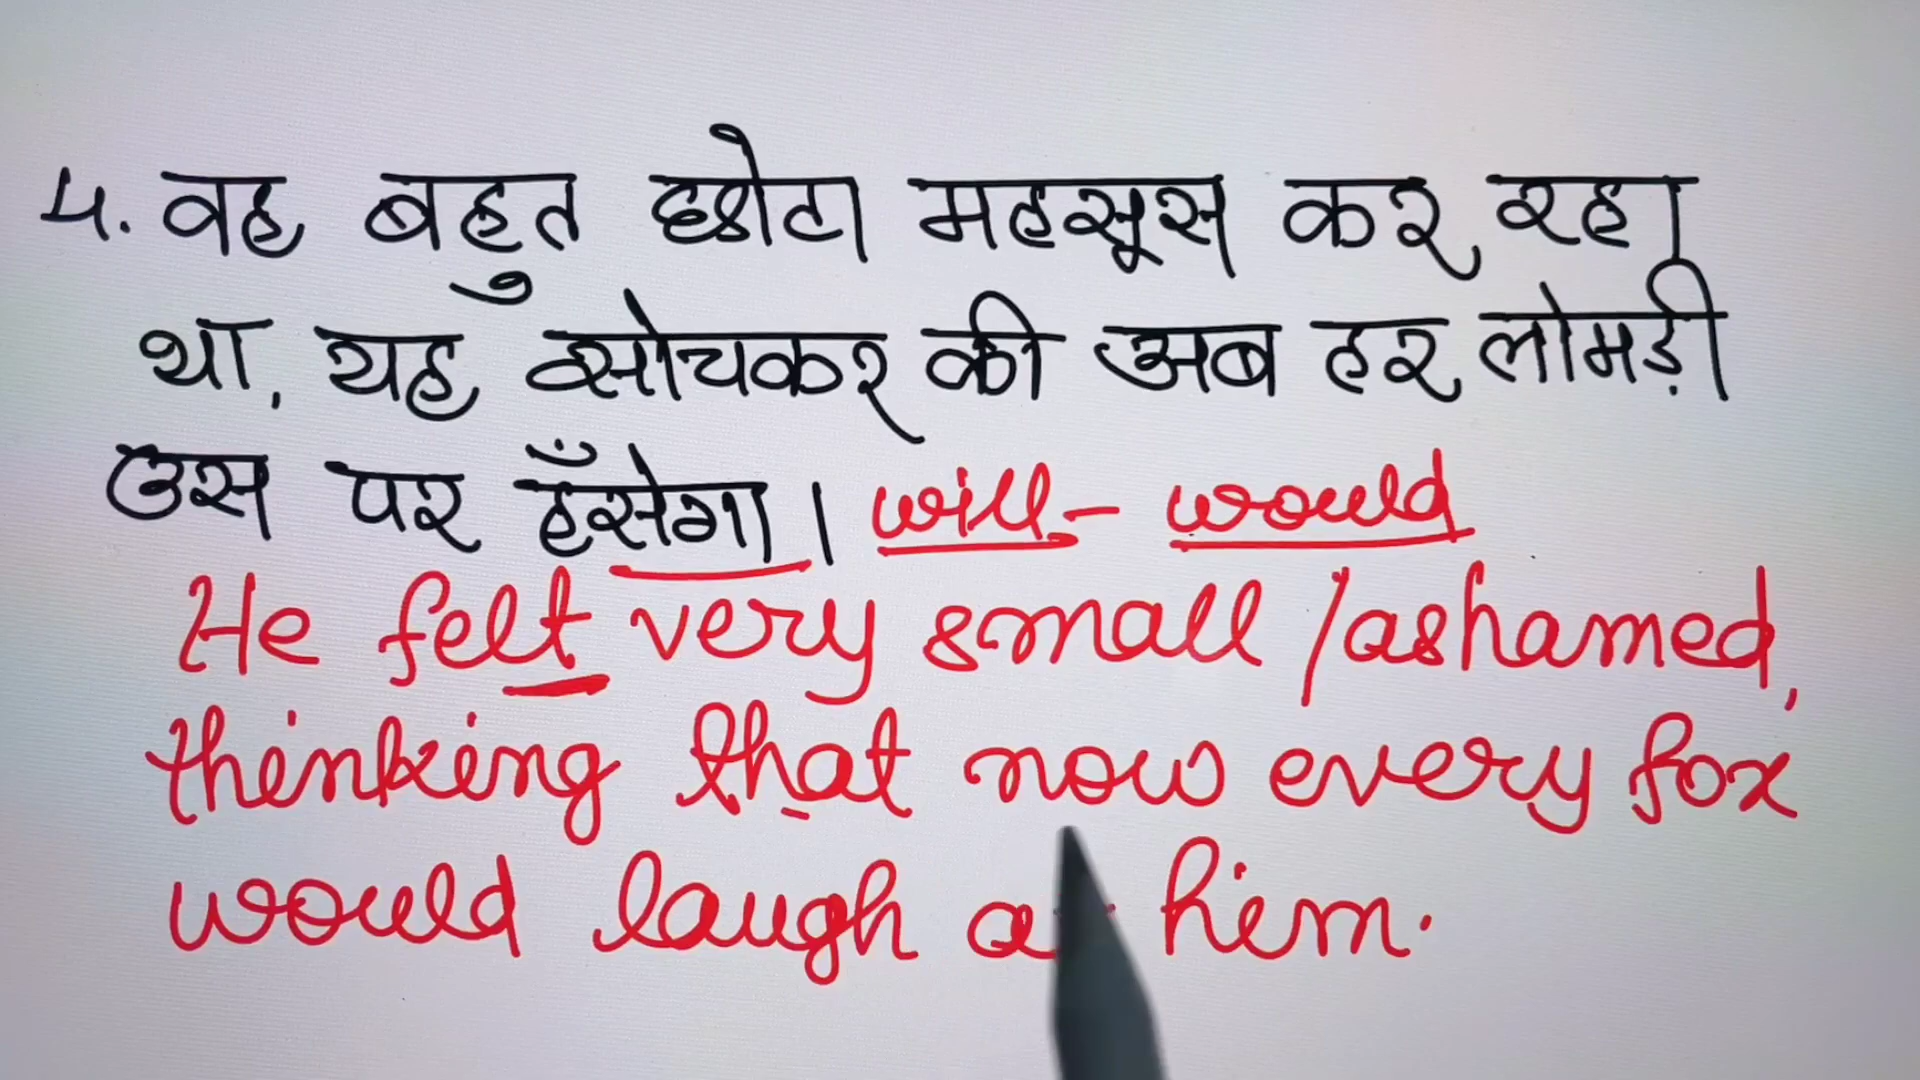 4. वह बहुत छोटा महसूस कर रहा
था, यह सोचकर की अब हर लोमड़ी
उस पर हँसेगा। will - would
He felt very small / ashamed,
thinking that now every fox
would laugh a him.